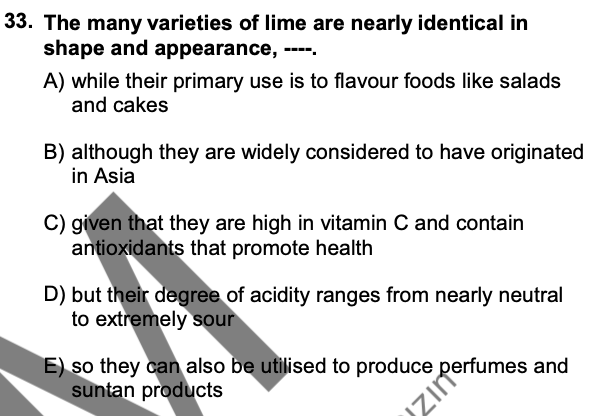 33. The many varieties of lime are nearly identical in
shape and appearance, ----.
A) while their primary use is to flavour foods like salads
and cakes
B) although they are widely considered to have originated
in Asia
C) given that they are high in vitamin C and contain
antioxidants that promote health
D) but their degree of acidity ranges from nearly neutral
to extremely sour
E) so they can also be utilised to produce perfumes and
suntan products